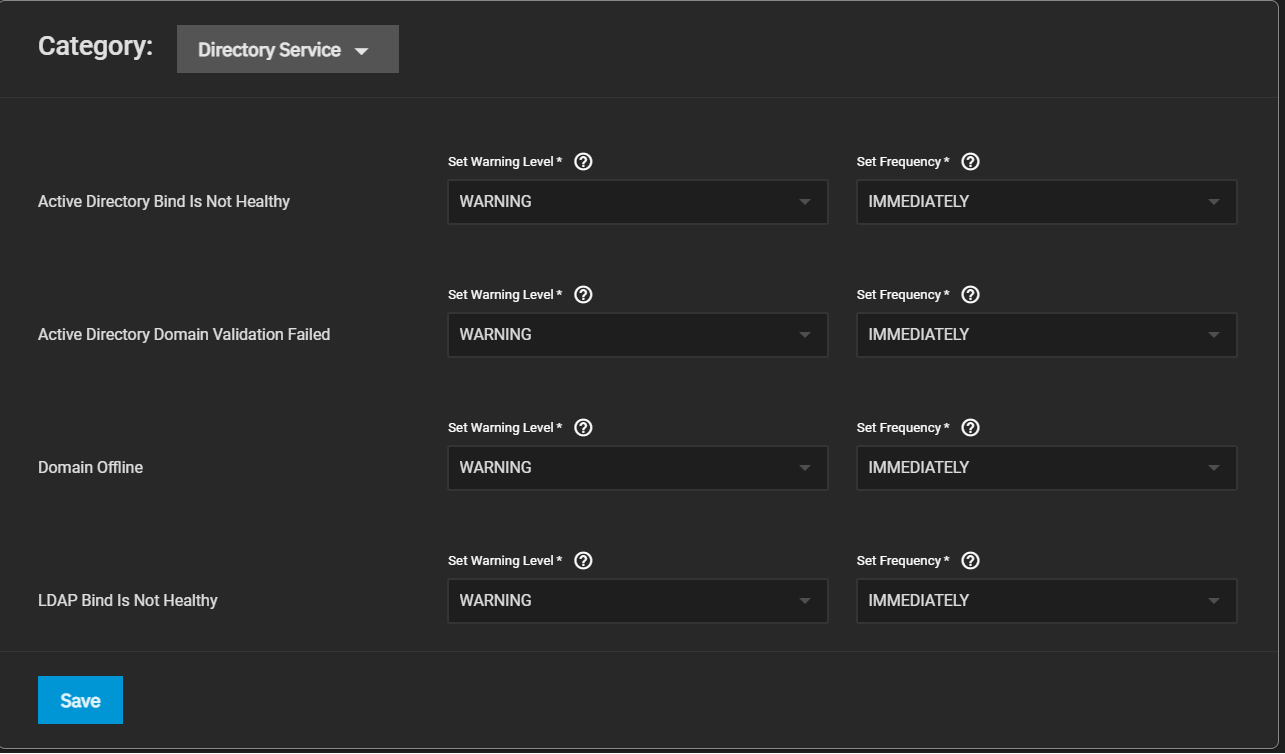 Category: Directory Service
Set Warning Level * Set Frequency *
Active Directory Bind Is Not Healthy WARNING IMMEDIATELY
Set Warning Level * Set Frequency *
Active Directory Domain Validation Failed WARNING IMMEDIATELY
Set Warning Level * Set Frequency *
Domain Offline WARNING IMMEDIATELY
Set Warning Level * Set Frequency *
LDAP Bind Is Not Healthy WARNING IMMEDIATELY
Save